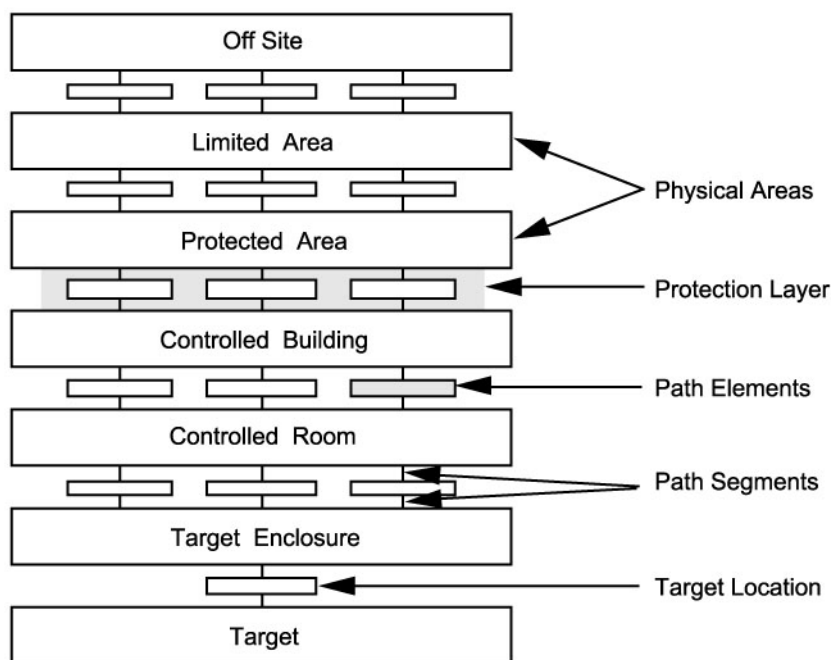 Off Site
Limited Area
Physical Areas
Protected Area
Protection Layer
Controlled Building
Path Elements
Controlled Room
Path Segments
Target Enclosure
Target Location
Target